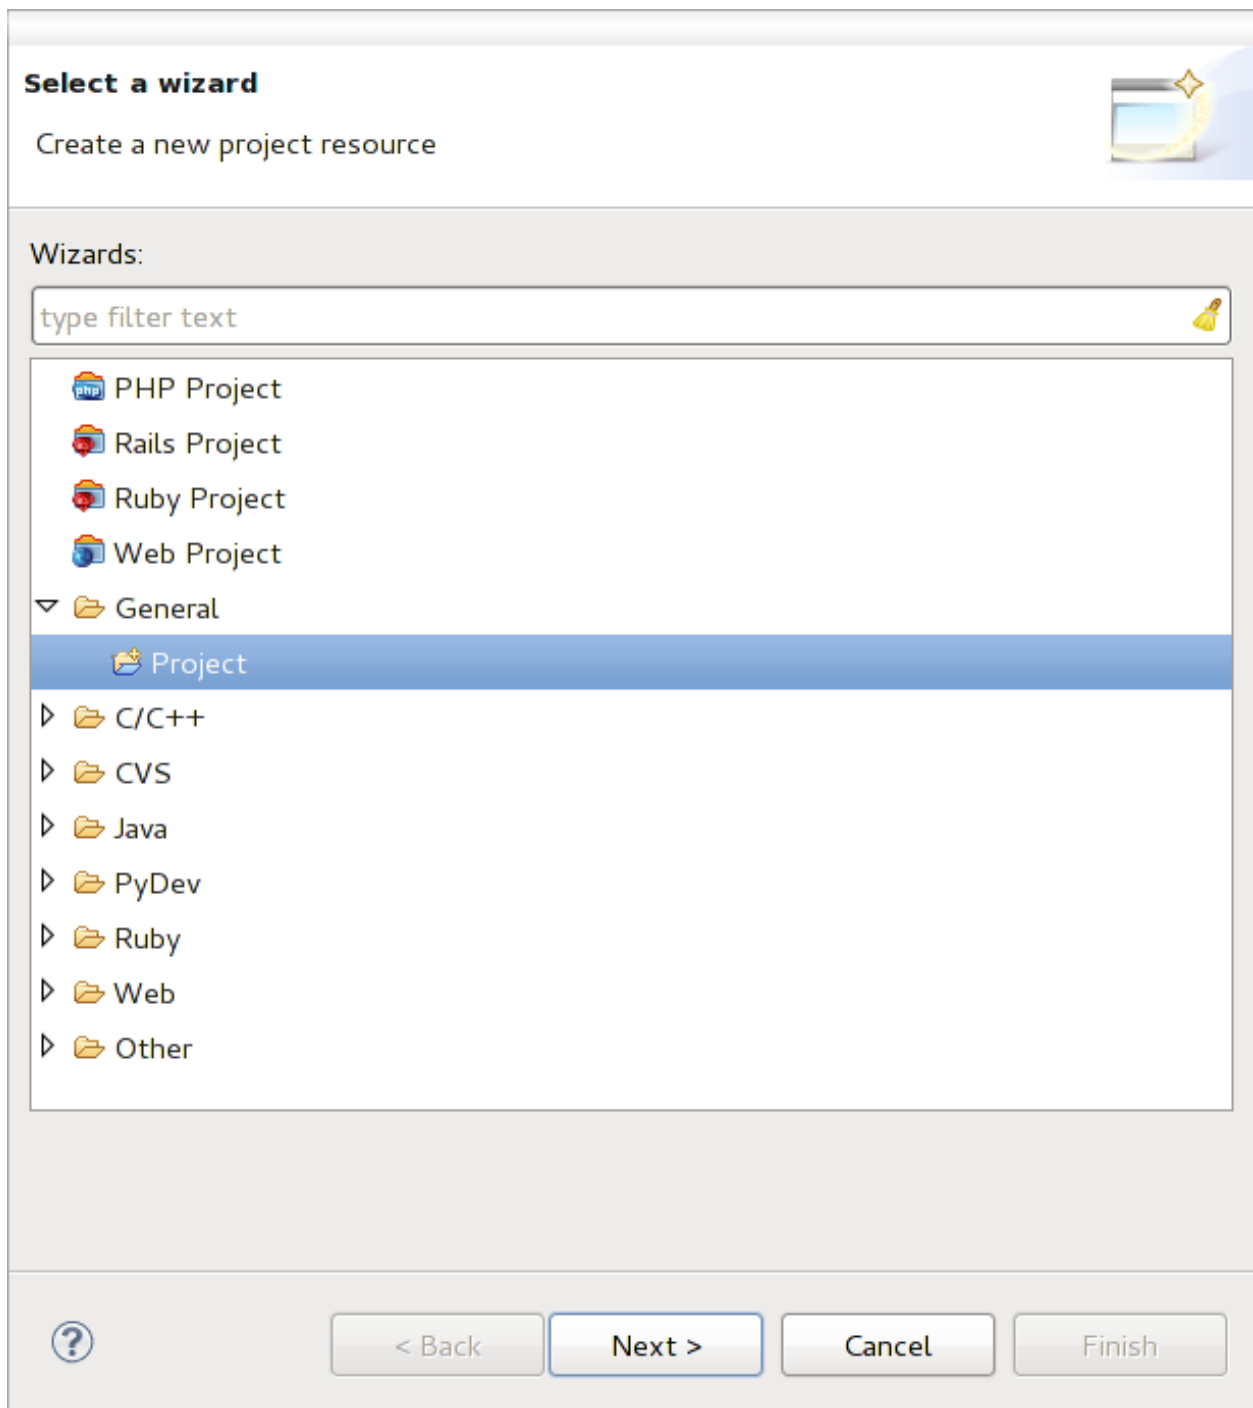 Select a wizard
Create a new project resource
Wizards:
type filter text
php PHP Project
Rails Project
Ruby Project
Web Project
General
Project
C/C++
CVS
Java
PyDev
Ruby
Web
Other
? < Back Next > Cancel Finish